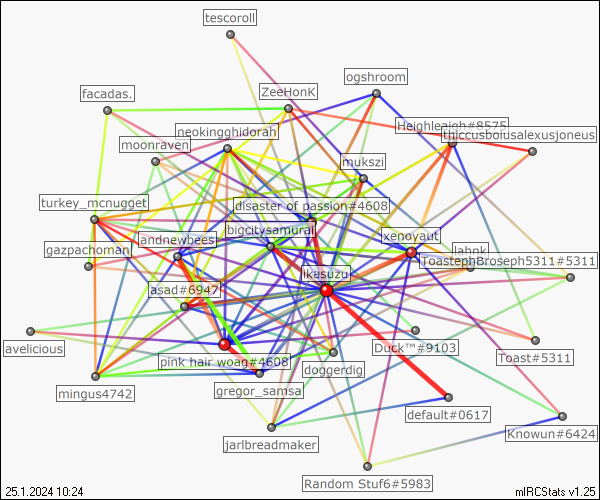 tescoroll
ogshroom
ZeeHonK
facadas.
Heighleigh#8575
neokingghidorah
thiccusboiusalexusjoneus
moonraven
mukszi
turkey_mcnugget
disaster of passion#4608
bigcitysamurai
andnewbees
xenoyaut
gazpachoman
ToastephBroseph5311#5311
ikasuzu
asad#6947
avelicious
Duck™#9103
pink hair woag#4608
Toast#5311
doggerdig
mingus4742
gregor_samsa
default#0617
Knowun#6424
jarlbreadmaker
Random Stuf6#5983
25.1.2024 10:24
mIRCStats v1.25